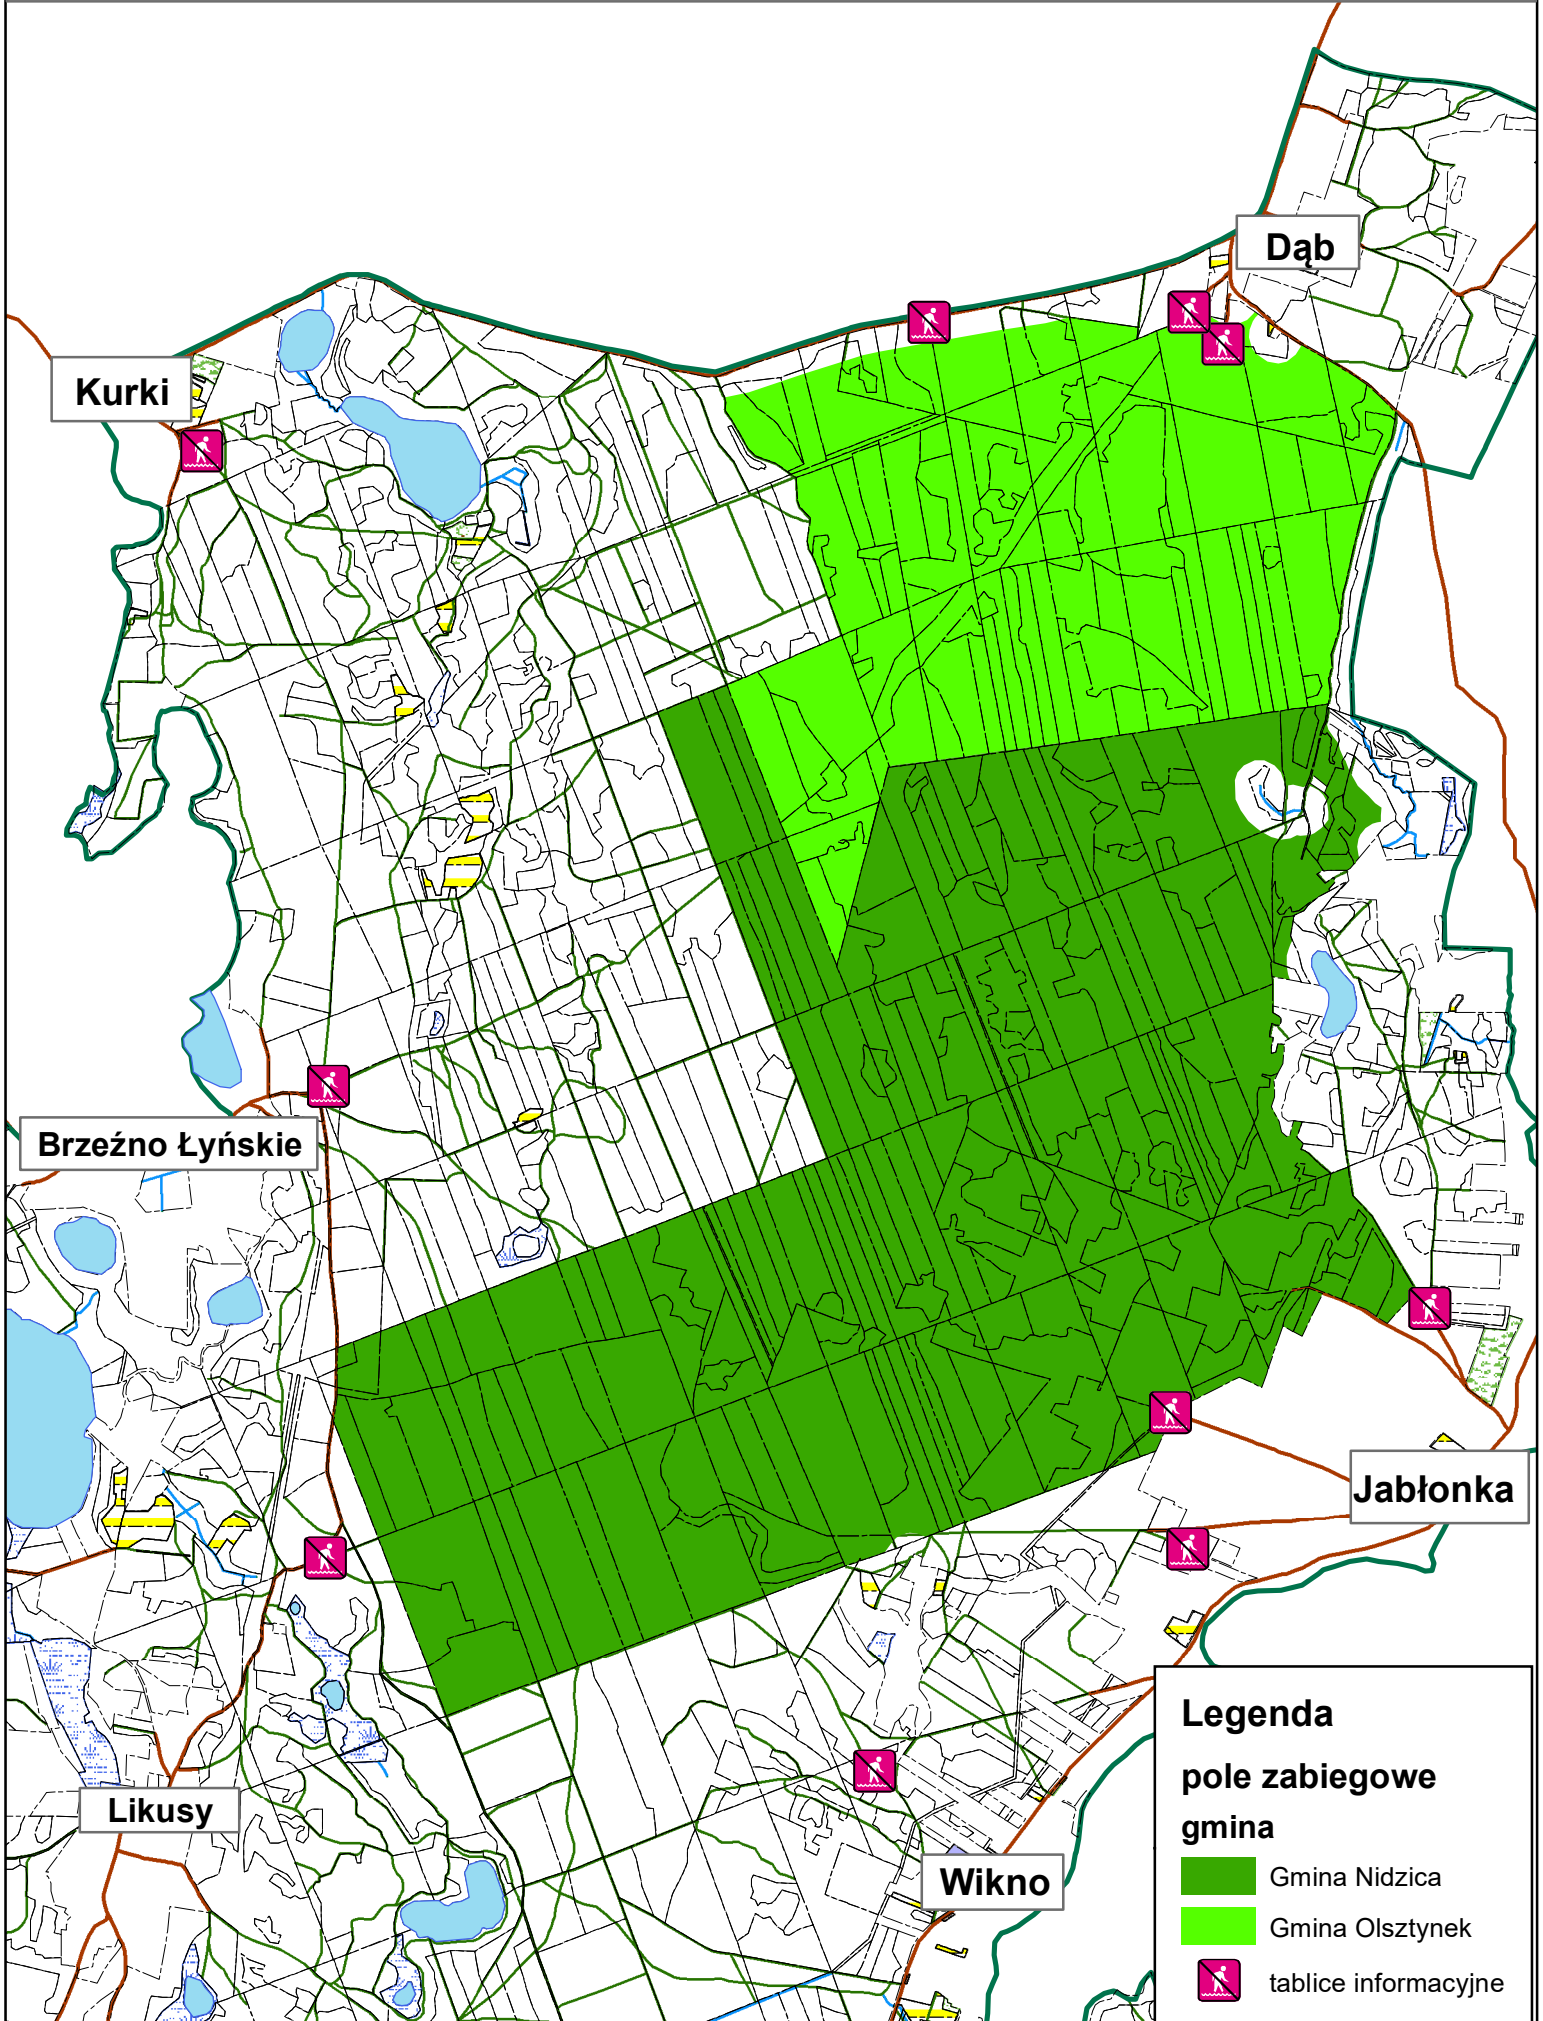 Dąb
Kurki
Brzeźno Łyńskie
Jabłonka
Likusy
Wikno
Legenda
pole zabiegowe
gmina
Gmina Nidzica
Gmina Olsztynek
tablice informacyjne